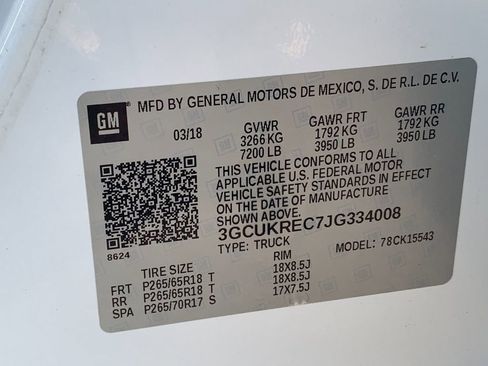 GM
MFD BY GENERAL MOTORS DE MEXICO, S. DE R.L. DE C.V.
03/18 GVWR GAWR FRT GAWR RR
3266 KG 1792 KG 1792 KG
7200 LB 3950 LB 3950 LB
THIS VEHICLE CONFORMS TO ALL
APPLICABLE U.S. FEDERAL MOTOR
VEHICLE SAFETY STANDARDS IN EFFECT
ON THE DATE OF MANUFACTURE
SHOWN ABOVE.
3GCUKREC7JG334008
8624 TYPE: TRUCK MODEL: 78CK15543
TIRE SIZE RIM
FRT P265/65R18 T 18X8.5J
RR P265/65R18 T 18X8.5J
SPA P265/70R17 S 17X7.5J